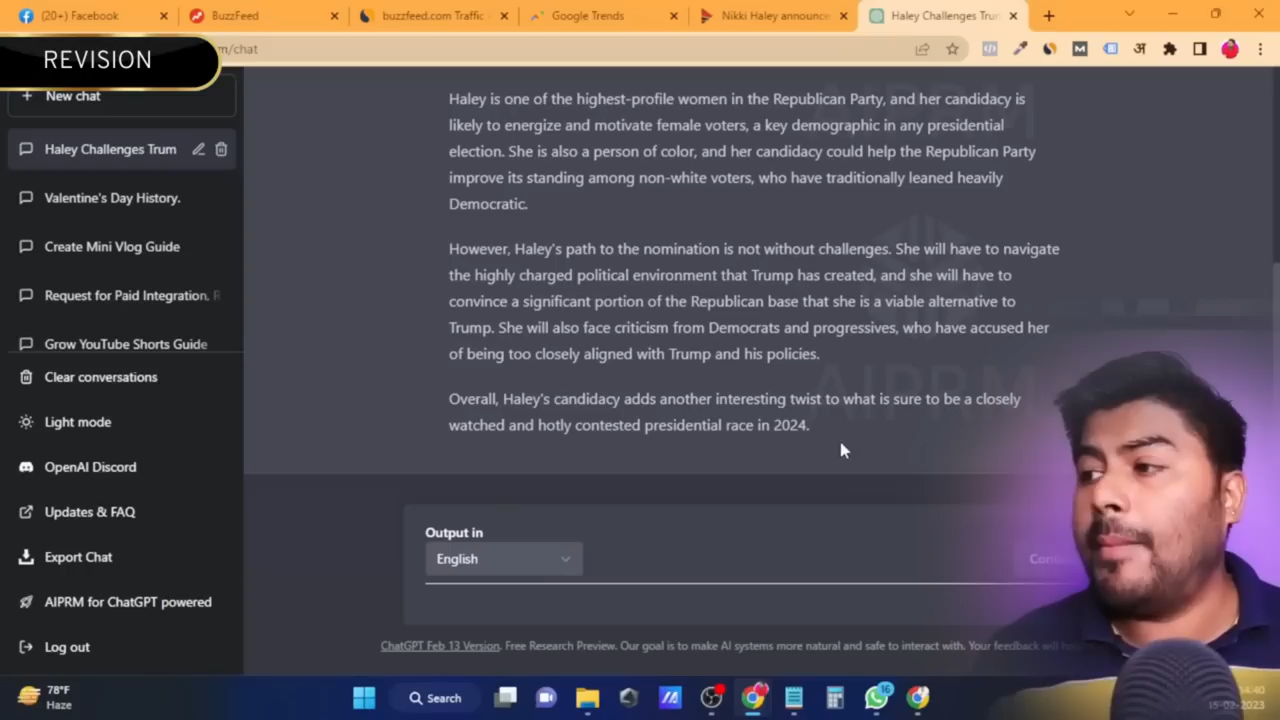 (20+) Facebook
BuzzFeed
buzzfeed.com Traffic
Google Trends
Nikki Haley announce
Haley Challenges Trum
REVISION
m/chat
अ
New chat
Haley Challenges Trum
Valentine's Day History.
Create Mini Vlog Guide
Request for Paid Integration, R
Grow YouTube Shorts Guide
Clear conversations
Light mode
OpenAI Discord
Updates & FAQ
Export Chat
AIPRM for ChatGPT powered
Log out
Haley is one of the highest-profile women in the Republican Party, and her candidacy is
likely to energize and motivate female voters, a key demographic in any presidential
election. She is also a person of color, and her candidacy could help the Republican Party
improve its standing among non-white voters, who have traditionally leaned heavily
Democratic.
However, Haley's path to the nomination is not without challenges. She will have to navigate
the highly charged political environment that Trump has created, and she will have to
convince a significant portion of the Republican base that she is a viable alternative to
Trump. She will also face criticism from Democrats and progressives, who have accused her
of being too closely aligned with Trump and his policies.
Overall, Haley's candidacy adds another interesting twist to what is sure to be a closely
watched and hotly contested presidential race in 2024.
AIPRM
Output in
English
ChatGPT Feb 13 Version. Free Research Preview. Our goal is to make AI systems more natural and safe to interact with. Your feedback will
78°F
Haze
Search
16
14:40
15-02-2023